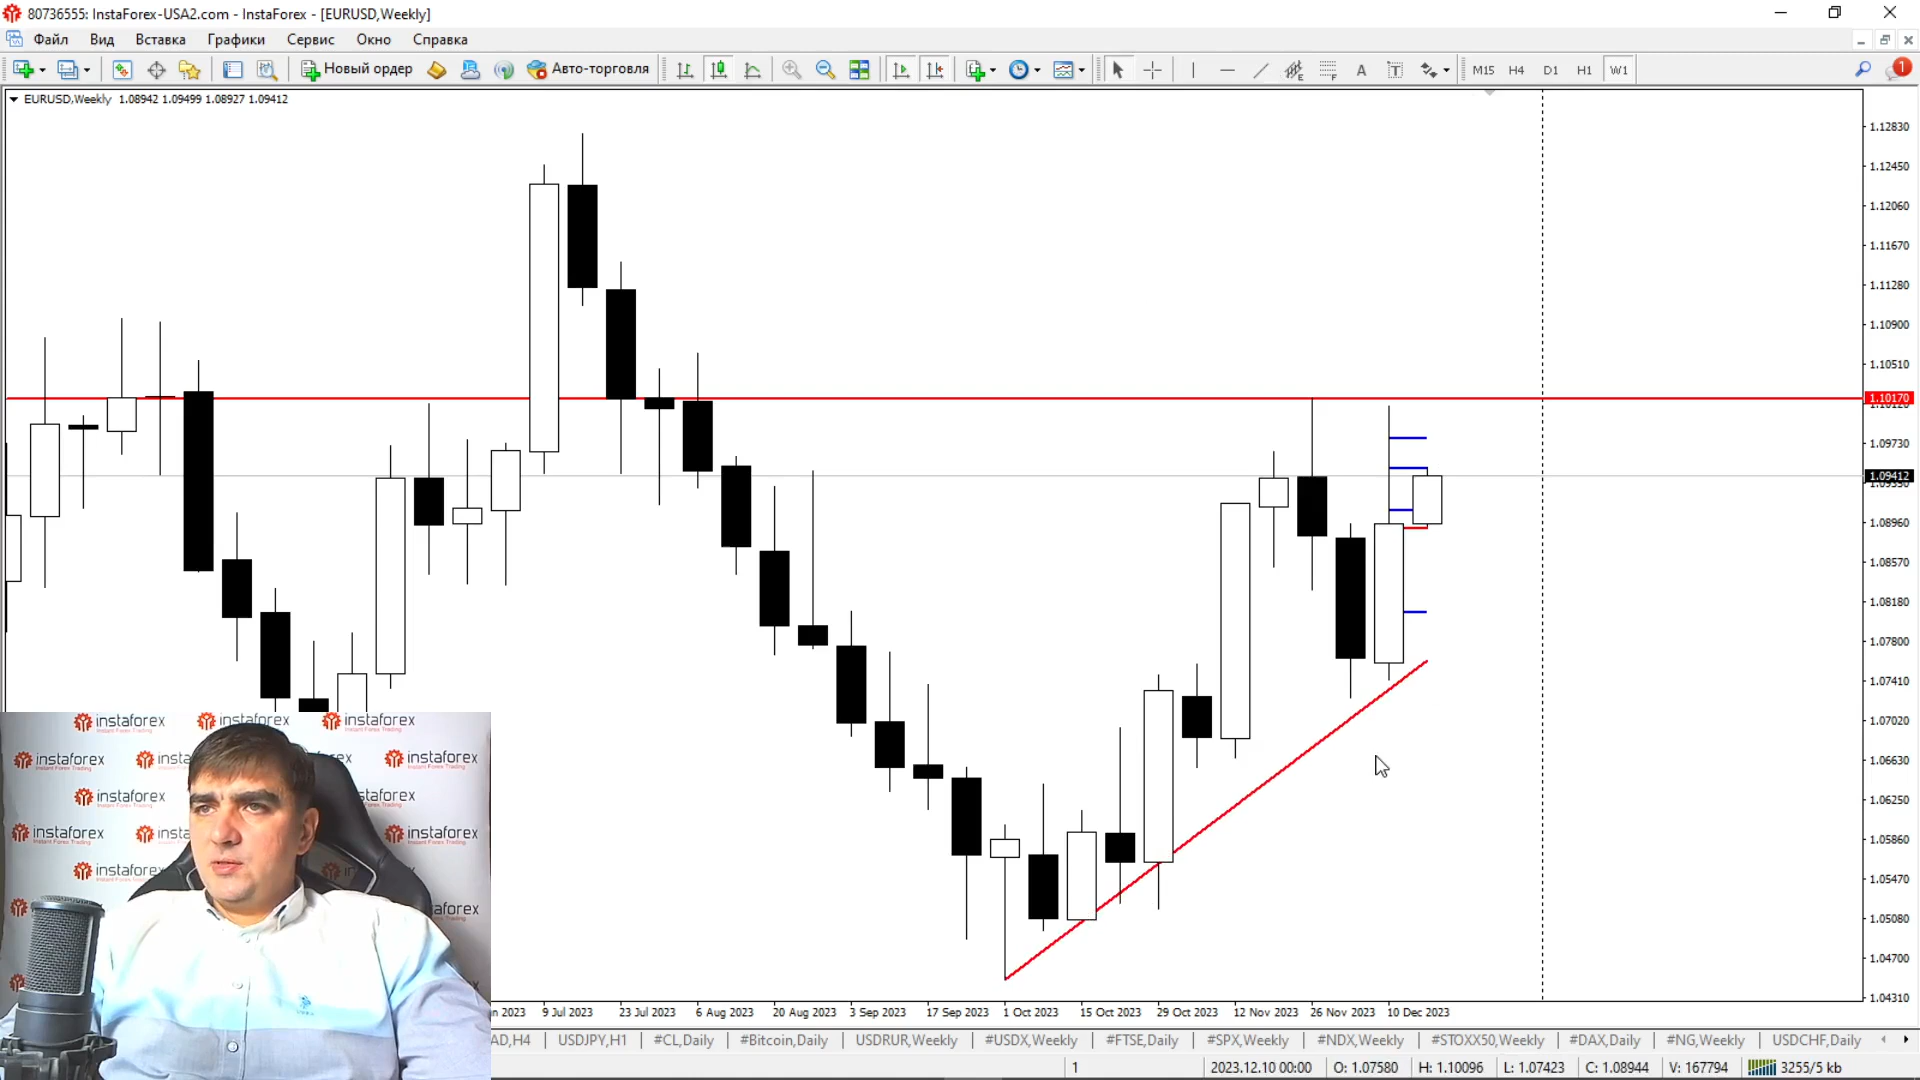 80736555: InstaForex-USA2.com - InstaForex - [EURUSD,Weekly]
Файл Вид Вставка Графики Сервис Окно Справка
Новый ордер Авто-торговля M15 H4 D1 H1 W1 1
EURUSD,Weekly 1.08942 1.09499 1.08927 1.09412
1.12830
1.12450
1.12060
1.11670
1.11280
1.10900
1.10510
1.10170
1.09730
1.09412
1.08960
1.08570
1.08180
1.07800
1.07410
1.07020
1.06630
1.06250
1.05860
1.05470
1.05080
1.04700
1.04310
instaforex instaforex instaforex
Instant Forex Trading
instaforex instaforex
instaforex
instaforex instaforex
instaforex
9 Jul 2023 23 Jul 2023 6 Aug 2023 20 Aug 2023 3 Sep 2023 17 Sep 2023 1 Oct 2023 15 Oct 2023 29 Oct 2023 12 Nov 2023 26 Nov 2023 10 Dec 2023
AD,H4 USDJPY,H1 #CL,Daily #Bitcoin,Daily USDRUR,Weekly #USDX,Weekly #FTSE,Daily #SPX,Weekly #NDX,Weekly #STOXX50,Weekly #DAX,Daily #NG,Weekly USDCHF,Daily
1 2023.12.10 00:00 O: 1.07580 H: 1.10096 L: 1.07423 C: 1.08944 V: 167794 3255/5 kb